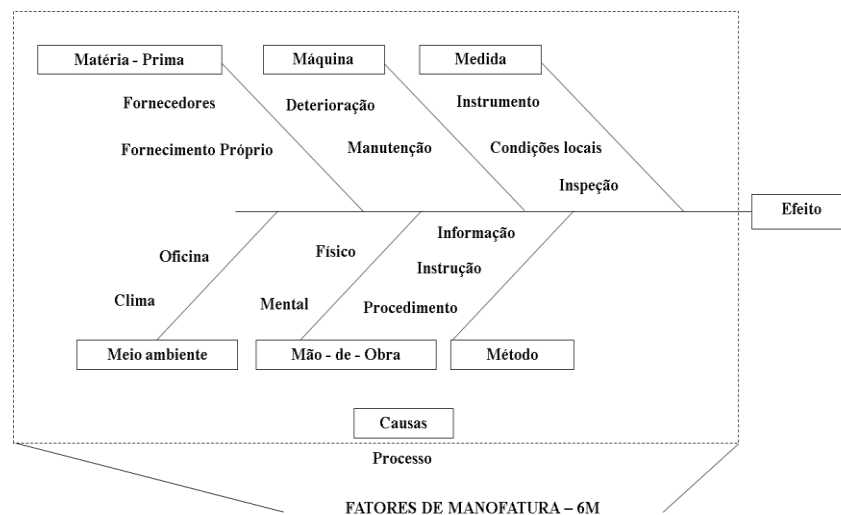 Matéria - Prima
Máquina
Medida
Fornecedores
Deterioração
Instrumento
Fornecimento Próprio
Manutenção
Condições locais
Inspeção
Efeito
Oficina
Físico
Informação
Instrução
Clima
Mental
Procedimento
Meio ambiente
Mão - de - Obra
Método
Causas
Processo
FATORES DE MANOFATURA – 6M